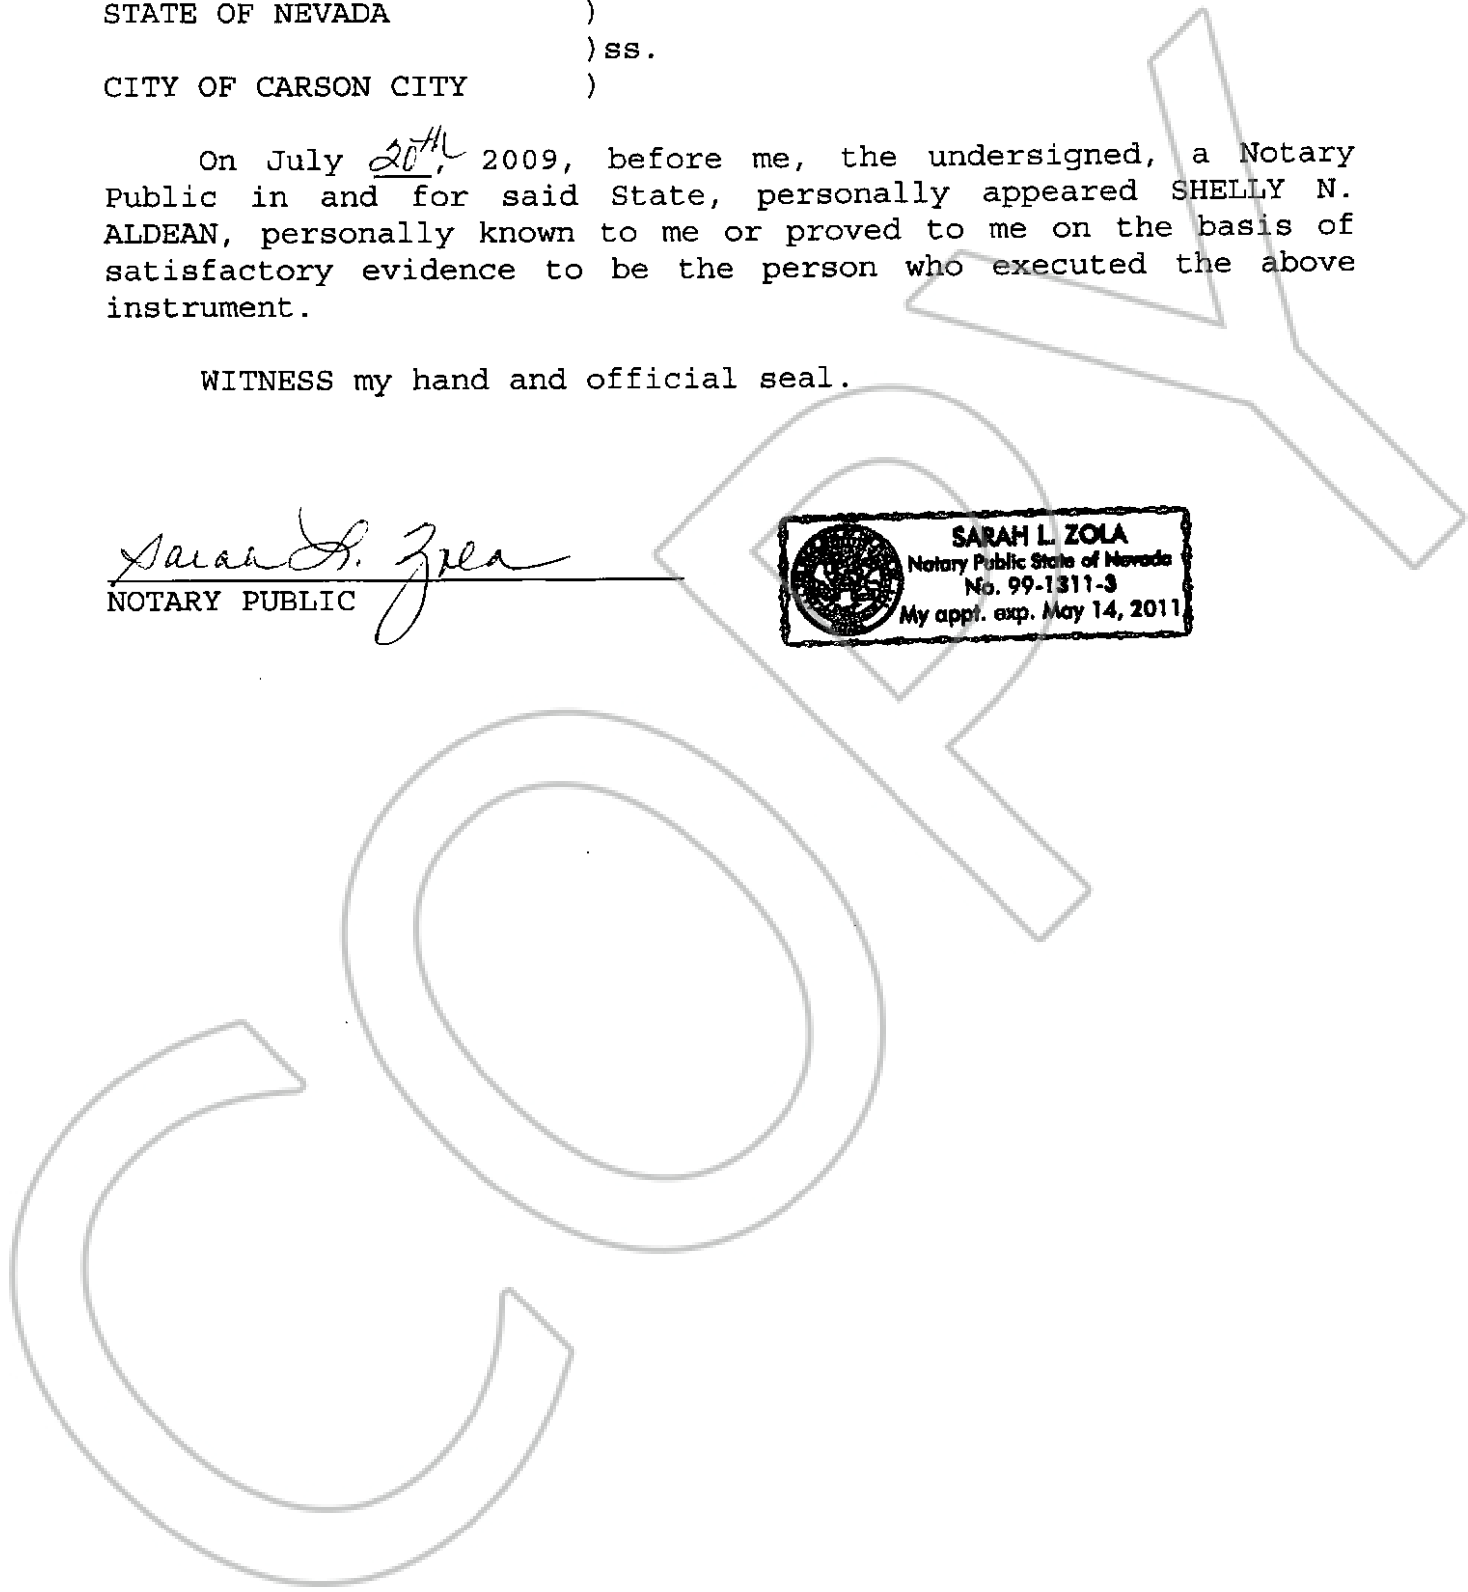 STATE OF NEVADA )
)ss.
CITY OF CARSON CITY )
On July 20th, 2009, before me, the undersigned, a Notary
Public in and for said State, personally appeared SHELLY N.
ALDEAN, personally known to me or proved to me on the basis of
satisfactory evidence to be the person who executed the above
instrument.
WITNESS my hand and official seal.
Sarah L. Zola
NOTARY PUBLIC
SARAH L. ZOLA
Notary Public State of Nevada
No. 99-1311-3
My appt. exp. May 14, 2011
COPY